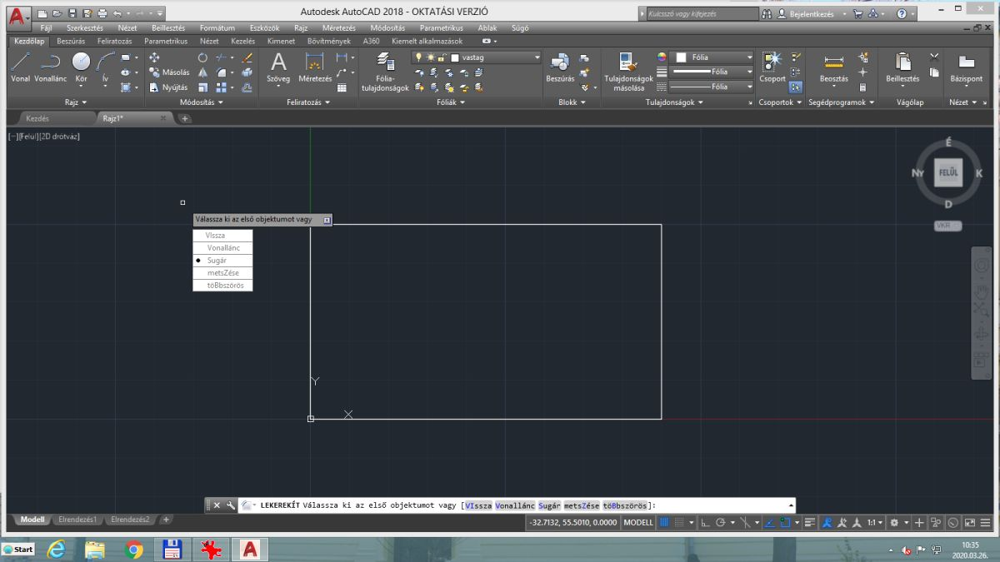 Autodesk AutoCAD 2018 - OKTATÁSI VERZIÓ
Kulcsszó vagy kifejezés
Bejelentkezés
Fájl Szerkesztés Nézet Beillesztés Formátum Eszközök Rajz Méretezés Módosítás Parametrikus Ablak Súgó
Kezdőlap Beszúrás Feliratozás Parametrikus Nézet Kezelés Kimenet Bővítmények A360 Kiemelt alkalmazások
Vonal Vonallánc Kör Ív
Másolás
Nyújtás
Szöveg Méretezés
Fólia-
tulajdonságok
vastag
Beszúrás
Tulajdonságok
másolása
Fólia
Fólia
Fólia
Csoport
Beosztás
Beillesztés
Bázispont
Rajz Módosítás Feliratozás Fóliák Blokk Tulajdonságok Csoportok Segédprogramok Vágólap Nézet
Kezdés Rajz1*
[−][Felül][2D drótváz]
É
Ny FELÜL K
D
VKR
Válassza ki az első objektumot vagy
VIssza
Vonallánc
Sugár
metsZése
töBbszörös
Y
X
LEKEREKÍT Válassza ki az első objektumot vagy [VIssza Vonallánc Sugár metsZése töBbszörös]:
Modell Elrendezés1 Elrendezés2
-32.7132, 55.5010, 0.0000 MODELL 1:1
Start
10:35
2020.03.26.